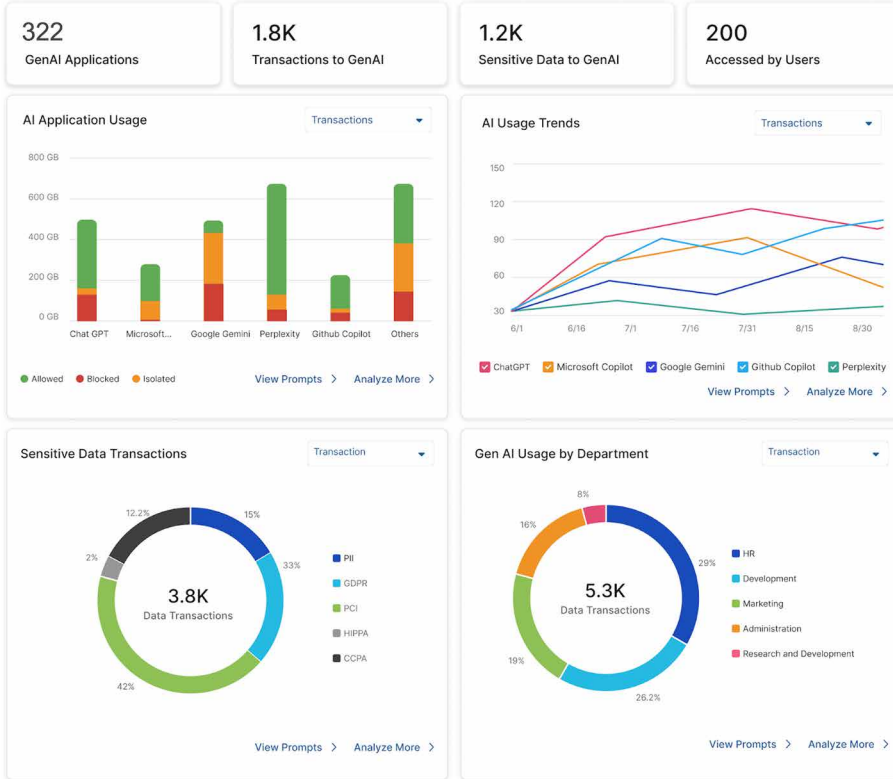 322
GenAI Applications
1.8K
Transactions to GenAI
1.2K
Sensitive Data to GenAI
200
Accessed by Users
AI Application Usage
Transactions
800 GB
600 GB
400 GB
200 GB
0 GB
Chat GPT
Microsoft...
Google Gemini
Perplexity
Github Copilot
Others
Allowed
Blocked
Isolated
View Prompts
Analyze More
AI Usage Trends
Transactions
150
120
90
60
30
6/1
6/16
7/1
7/16
7/31
8/15
8/30
ChatGPT
Microsoft Copilot
Google Gemini
Github Copilot
Perplexity
View Prompts
Analyze More
Sensitive Data Transactions
Transaction
12.2%
15%
2%
33%
42%
3.8K
Data Transactions
PII
GDPR
PCI
HIPPA
CCPA
View Prompts
Analyze More
Gen AI Usage by Department
Transaction
8%
16%
29%
19%
26.2%
5.3K
Data Transactions
HR
Development
Marketing
Administration
Research and Development
View Prompts
Analyze More